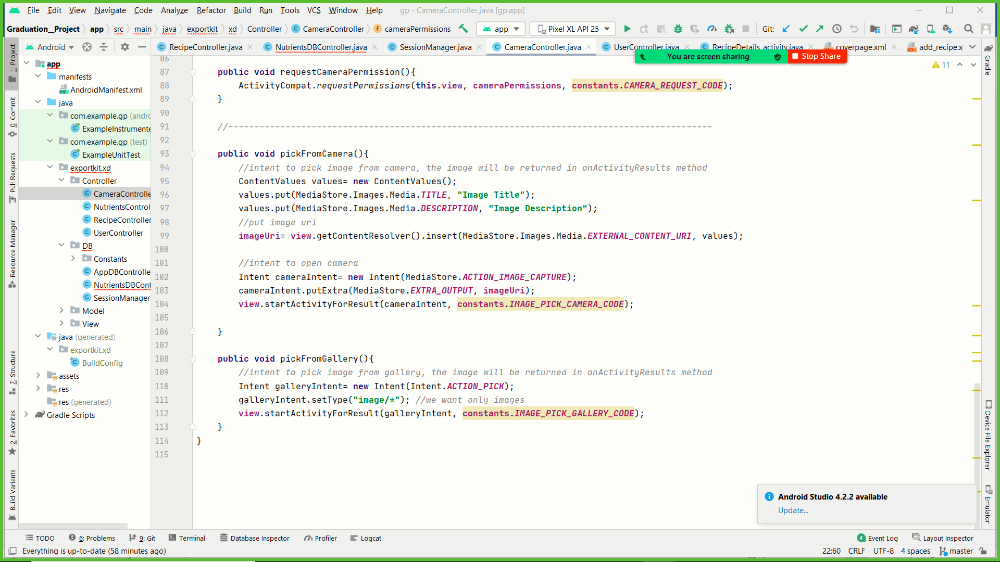 File Edit View Navigate Code Analyze Refactor Build Run Tools VCS Window Help gp - CameraController.java [gp.app]
Graduation__Project app src main java exportkit xd Controller CameraController cameraPermissions app Pixel XL API 25 Git:
Android RecipeController.java NutrientsDBController.java SessionManager.java CameraController.java UserController.java RecipeDetails_activity.java coverpage.xml add_recipe.x
You are screen sharing Stop Share
11
1: Project
0: Commit
Pull Requests
Resource Manager
7: Structure
2: Favorites
Build Variants
app
manifests
AndroidManifest.xml
java
com.example.gp (andro
ExampleInstrumente
com.example.gp (test)
ExampleUnitTest
exportkit.xd
Controller
CameraControlle
NutrientsControl
RecipeController
UserController
DB
Constants
AppDBControlle
NutrientsDBCont
SessionManager
Model
View
java (generated)
exportkit.xd
BuildConfig
assets
res
res (generated)
Gradle Scripts
86
87 public void requestCameraPermission(){
88 ActivityCompat.requestPermissions(this.view, cameraPermissions, constants.CAMERA_REQUEST_CODE);
89 }
90
91 //---------------------------------------------------------------------------------------------
92
93 public void pickFromCamera(){
94 //intent to pick image from camera, the image will be returned in onActivityResults method
95 ContentValues values= new ContentValues();
96 values.put(MediaStore.Images.Media.TITLE, "Image Title");
97 values.put(MediaStore.Images.Media.DESCRIPTION, "Image Description");
98 //put image uri
99 imageUri= view.getContentResolver().insert(MediaStore.Images.Media.EXTERNAL_CONTENT_URI, values);
100
101 //intent to open camera
102 Intent cameraIntent= new Intent(MediaStore.ACTION_IMAGE_CAPTURE);
103 cameraIntent.putExtra(MediaStore.EXTRA_OUTPUT, imageUri);
104 view.startActivityForResult(cameraIntent, constants.IMAGE_PICK_CAMERA_CODE);
105
106 }
107
108 public void pickFromGallery(){
109 //intent to pick image from gallery, the image will be returned in onActivityResults method
110 Intent galleryIntent= new Intent(Intent.ACTION_PICK);
111 galleryIntent.setType("image/*"); //we want only images
112 view.startActivityForResult(galleryIntent, constants.IMAGE_PICK_GALLERY_CODE);
113 }
114 }
115
Gradle
Device File Explorer
Emulator
Android Studio 4.2.2 available
Update...
TODO 6: Problems 9: Git Terminal Database Inspector Profiler Logcat 4 Event Log Layout Inspector
Everything is up-to-date (58 minutes ago) 22:60 CRLF UTF-8 4 spaces master